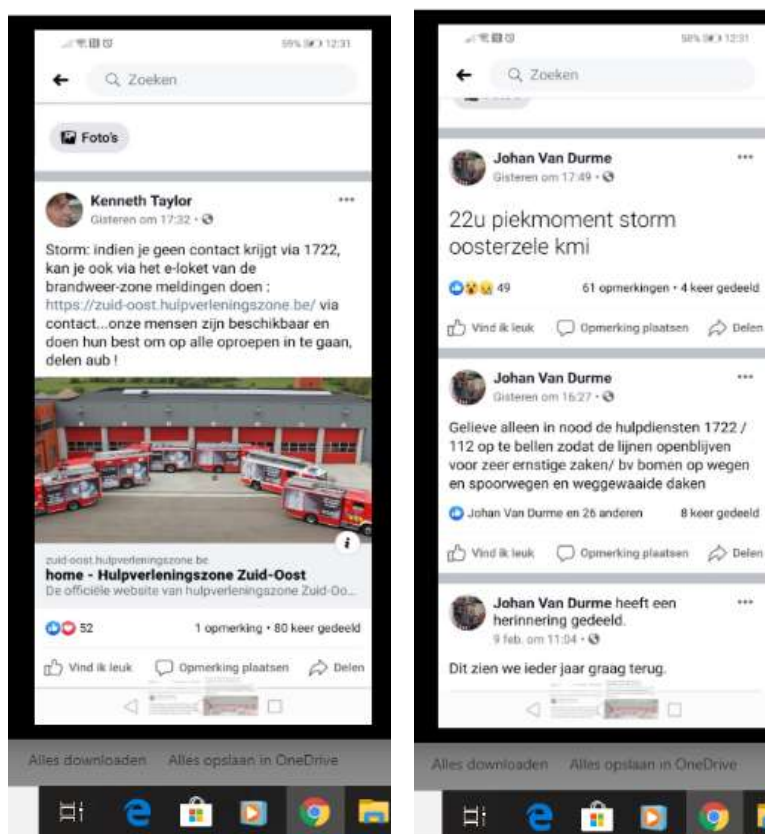 59% 12:31
Zoeken
Foto's
Kenneth Taylor
Gisteren om 17:32
Storm: indien je geen contact krijgt via 1722,
kan je ook via het e-loket van de
brandweer-zone meldingen doen :
https://zuid-oost.hulpverleningszone.be/ via
contact...onze mensen zijn beschikbaar en
doen hun best om op alle oproepen in te gaan,
delen aub !
zuid-oost.hulpverleningszone.be
home - Hulpverleningszone Zuid-Oost
De officiële website van hulpverleningszone Zuid-Oo...
52 1 opmerking • 80 keer gedeeld
Vind ik leuk Opmerking plaatsen Delen
Alles downloaden Alles opslaan in OneDrive
58% 12:31
Zoeken
Johan Van Durme
Gisteren om 17:49
22u piekmoment storm
oosterzele kmi
49 61 opmerkingen • 4 keer gedeeld
Vind ik leuk Opmerking plaatsen Delen
Johan Van Durme
Gisteren om 16:27
Gelieve alleen in nood de hulpdiensten 1722 /
112 op te bellen zodat de lijnen openblijven
voor zeer ernstige zaken/ bv bomen op wegen
en spoorwegen en weggewaaide daken
Johan Van Durme en 26 anderen 8 keer gedeeld
Vind ik leuk Opmerking plaatsen Delen
Johan Van Durme heeft een
herinnering gedeeld.
9 feb. om 11:04
Dit zien we ieder jaar graag terug.
Alles downloaden Alles opslaan in OneDrive